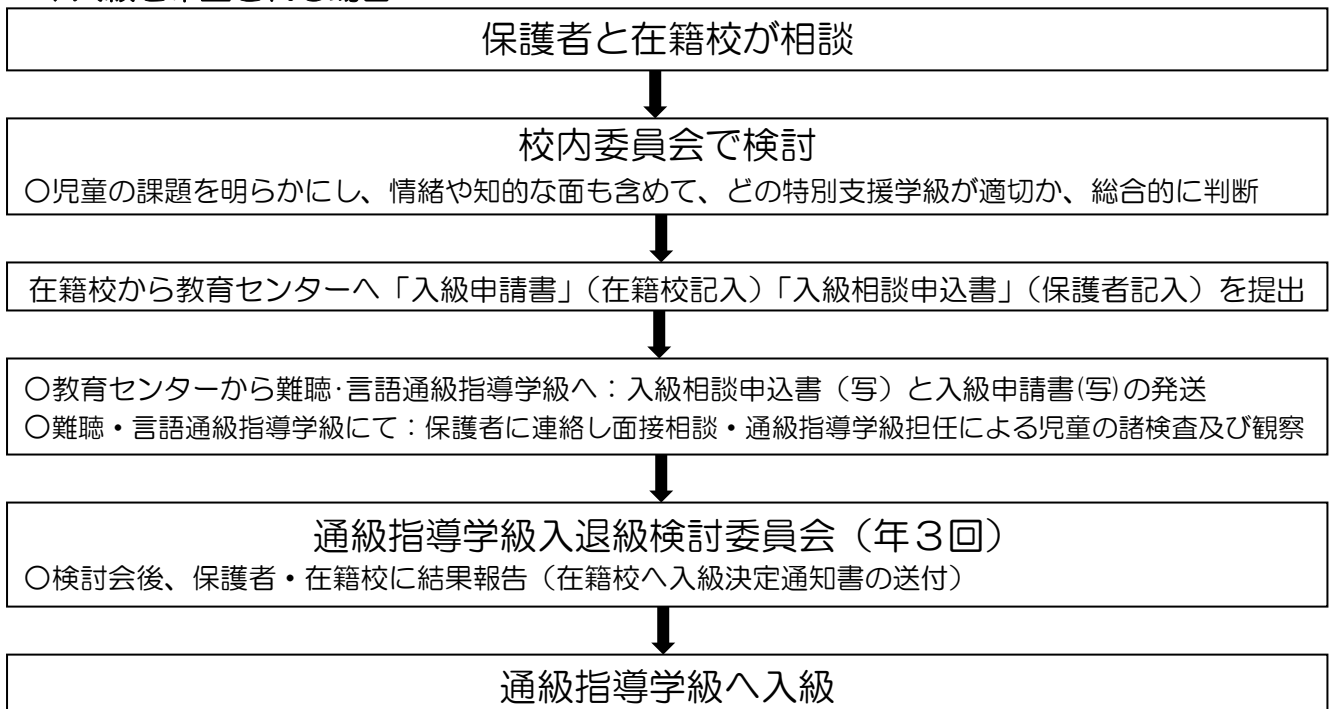 保護者と在籍校が相談
校内委員会で検討
○児童の課題を明らかにし、情緒や知的な面も含めて、どの特別支援学級が適切か、総合的に判断
在籍校から教育センターへ「入級申請書」（在籍校記入）「入級相談申込書」（保護者記入）を提出
○教育センターから難聴･言語通級指導学級へ：入級相談申込書（写）と入級申請書(写)の発送
○難聴・言語通級指導学級にて：保護者に連絡し面接相談・通級指導学級担任による児童の諸検査及び観察
通級指導学級入退級検討委員会（年３回）
○検討会後、保護者・在籍校に結果報告（在籍校へ入級決定通知書の送付）
通級指導学級へ入級